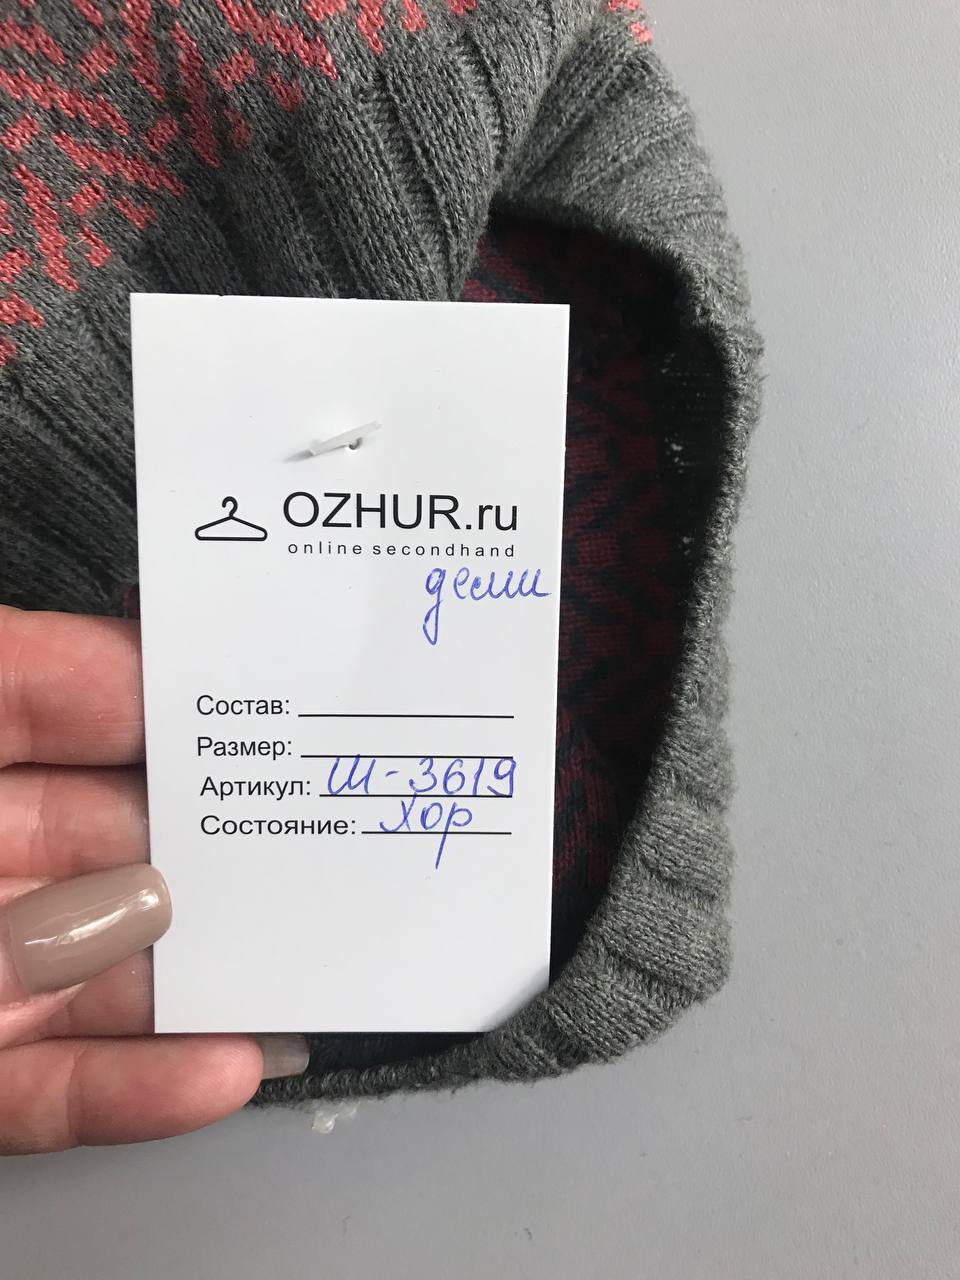 OZHUR.ru
online secondhand
деми
Состав:
Размер:
Артикул: Ш-3619
Состояние: Хор